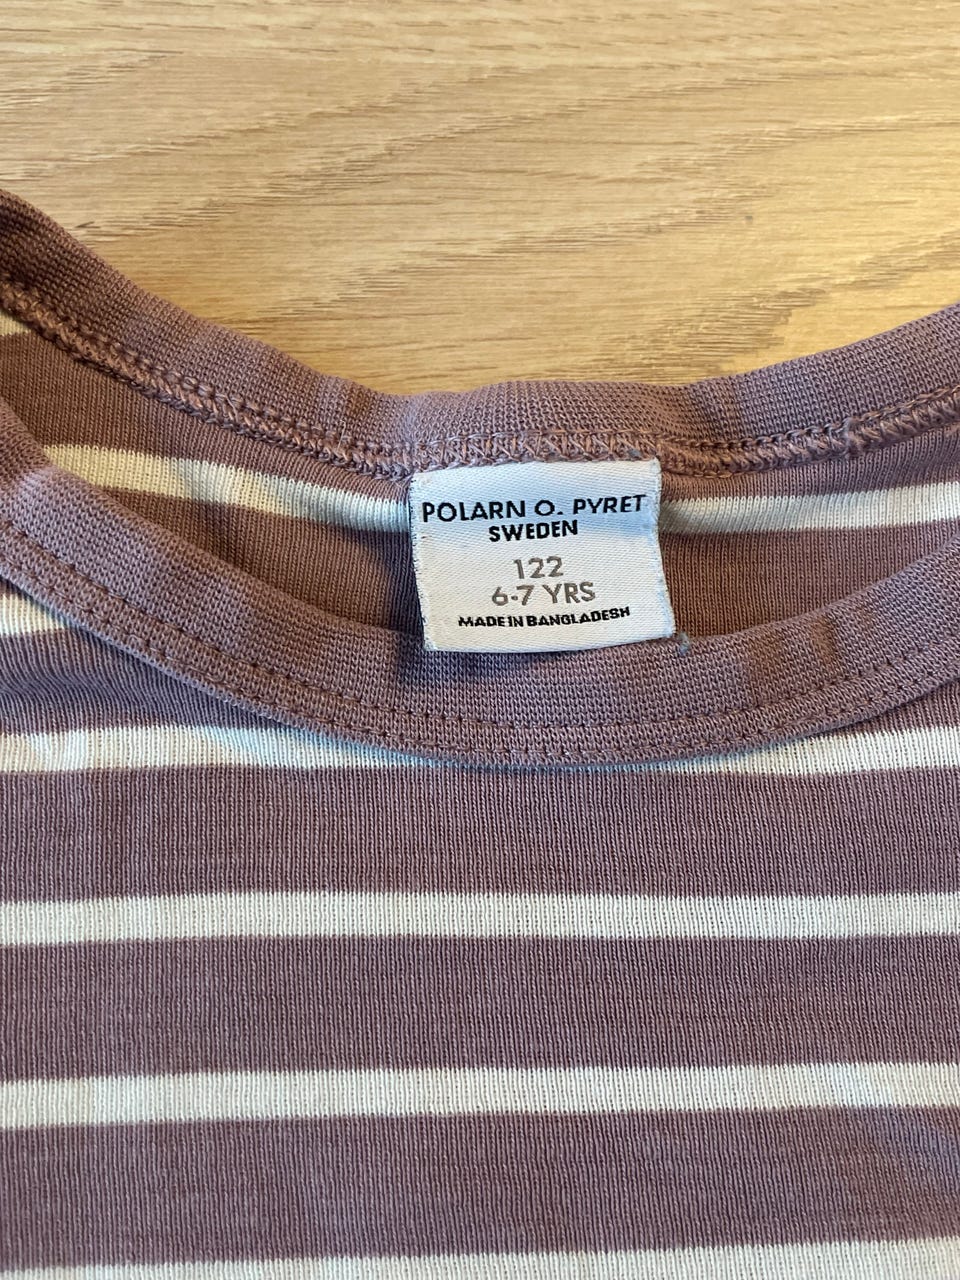 POLARN O. PYRET
SWEDEN
122
6-7 YRS
MADE IN BANGLADESH